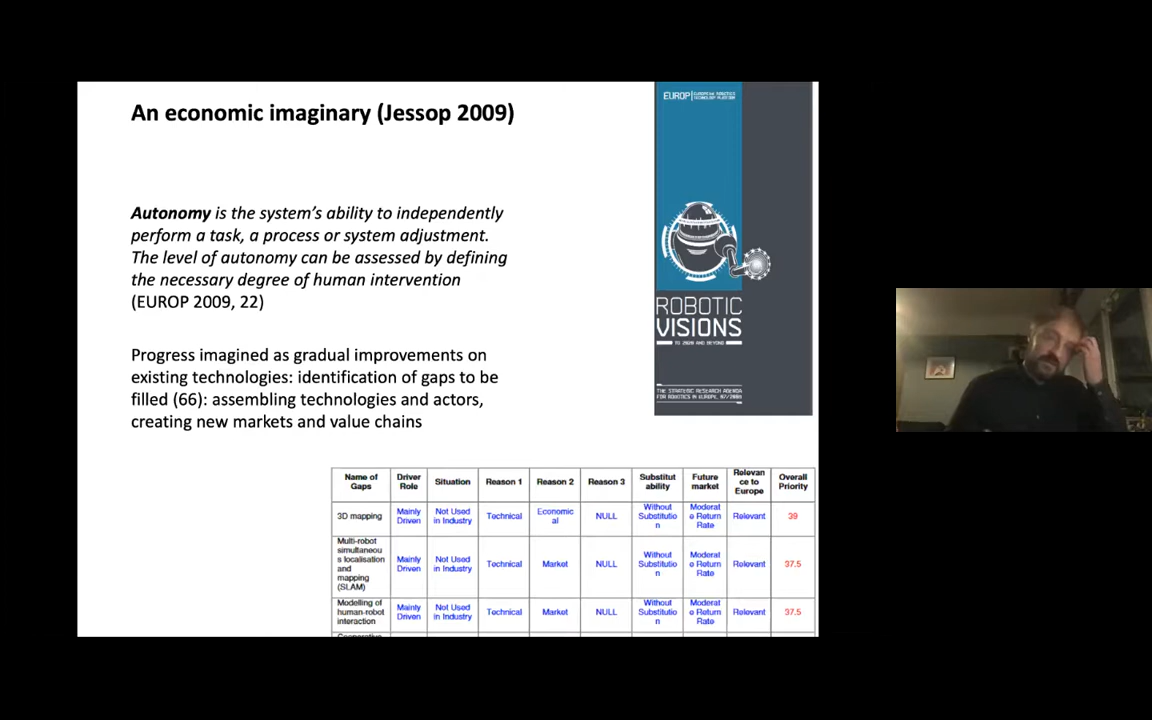 An economic imaginary (Jessop 2009)
EUROP EUROPEAN ROBOTICS
TECHNOLOGY PLATFORM
Autonomy is the system's ability to independently
perform a task, a process or system adjustment.
The level of autonomy can be assessed by defining
the necessary degree of human intervention
(EUROP 2009, 22)
ROBOTIC
VISIONS
TO 2020 AND BEYOND
Progress imagined as gradual improvements on
existing technologies: identification of gaps to be
filled (66): assembling technologies and actors,
creating new markets and value chains
THE STRATEGIC RESEARCH AGENDA
FOR ROBOTICS IN EUROPE, 07/2009
Name of
Gaps
Driver
Role
Situation
Reason 1
Reason 2
Reason 3
Substitut
ability
Future
market
Relevan
ce to
Europe
Overall
Priority
3D mapping
Mainly
Driven
Not Used
in Industry
Technical
Economic
al
NULL
Without
Substitutio
n
Moderat
e Return
Rate
Relevant
39
Multi-robot
simultaneou
s localisation
and
mapping
(SLAM)
Mainly
Driven
Not Used
in Industry
Technical
Market
NULL
Without
Substitutio
n
Moderat
e Return
Rate
Relevant
37.5
Modelling of
human-robot
interaction
Mainly
Driven
Not Used
in Industry
Technical
Market
NULL
Without
Substitutio
n
Moderat
e Return
Rate
Relevant
37.5